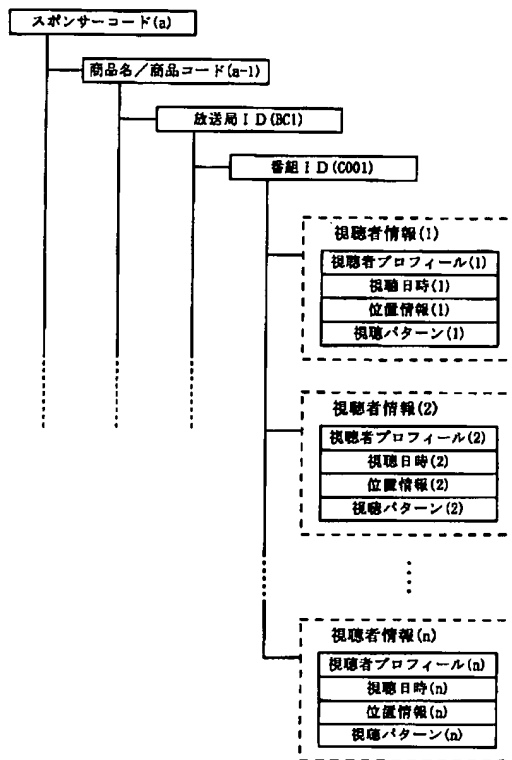 スポンサーコード(a)
商品名／商品コード(a-1)
放送局ＩＤ(BC1)
番組ＩＤ(C001)
視聴者情報(1)
視聴者プロフィール(1)
視聴日時(1)
位置情報(1)
視聴パターン(1)
視聴者情報(2)
視聴者プロフィール(2)
視聴日時(2)
位置情報(2)
視聴パターン(2)
視聴者情報(n)
視聴者プロフィール(n)
視聴日時(n)
位置情報(n)
視聴パターン(n)